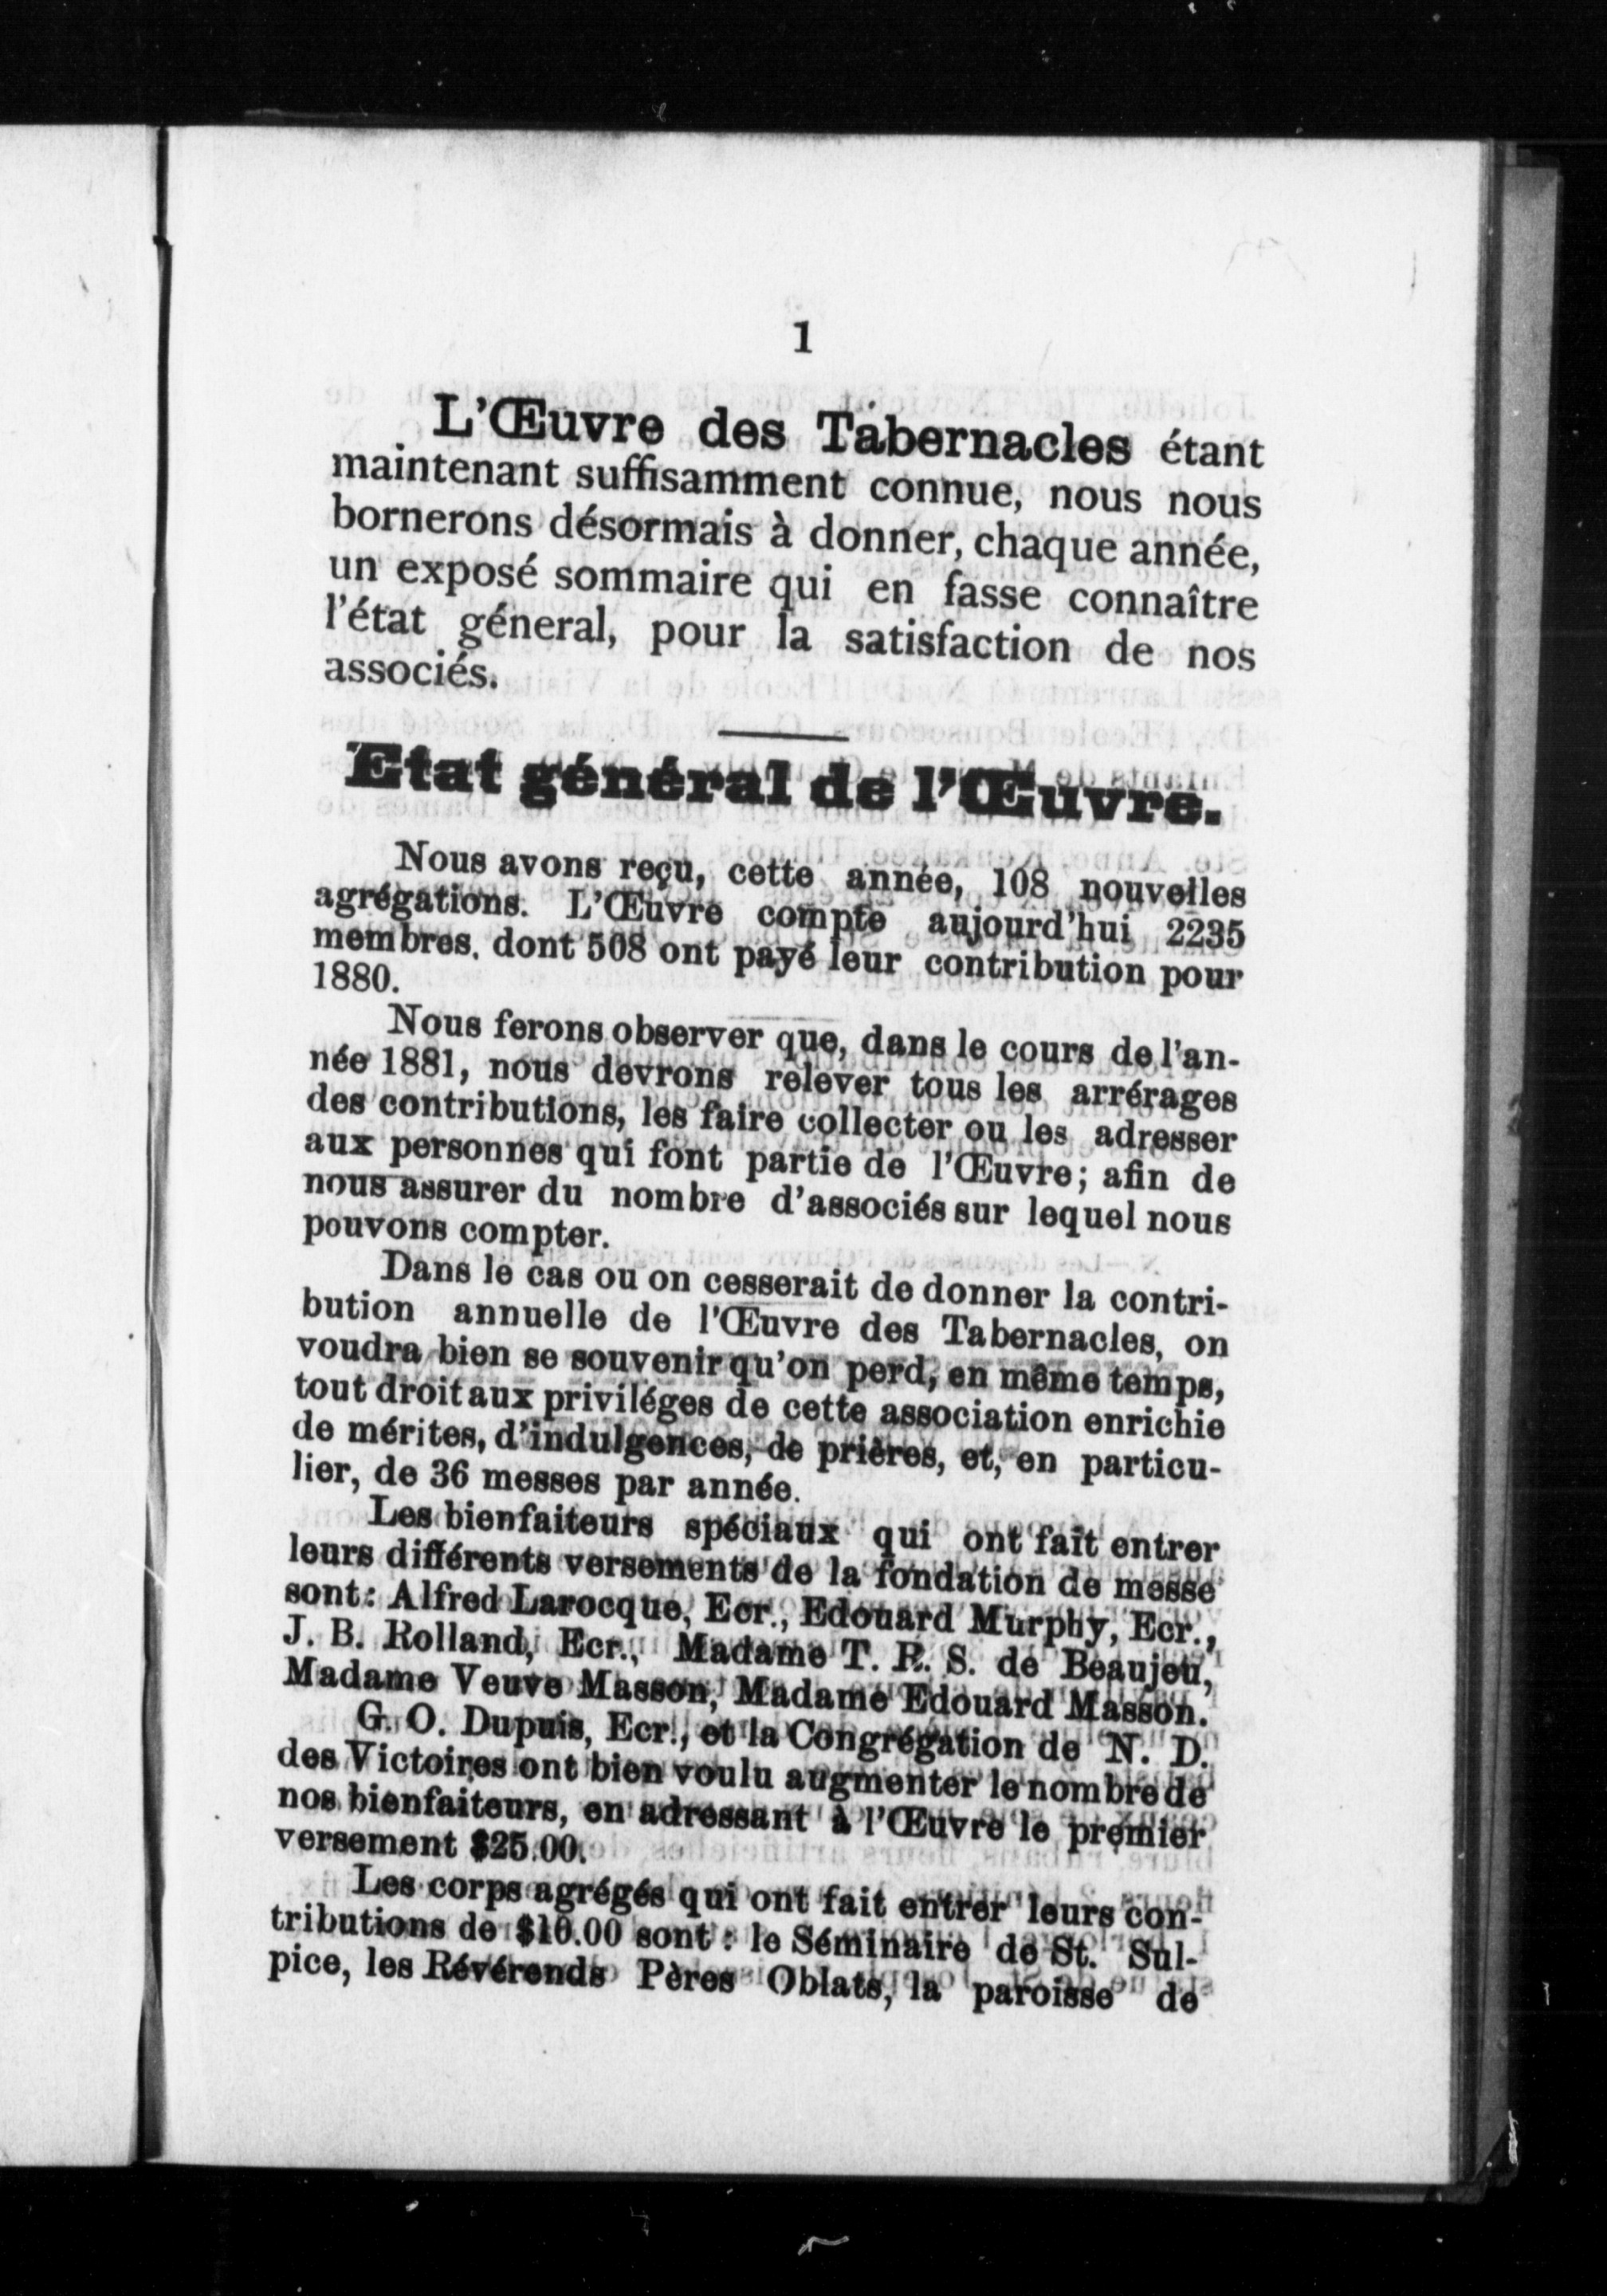 1
L'Œuvre des Tabernacles étant
maintenant suffisamment connue, nous nous
bornerons désormais à donner, chaque année,
un exposé sommaire qui en fasse connaître
l'état géneral, pour la satisfaction de nos
associés.
Etat général de l'Œuvre.
Nous avons reçu, cette année, 108 nouvelles
agrégations. L'Œuvre compte aujourd'hui 2235
membres, dont 508 ont payé leur contribution pour
1880.
Nous ferons observer que, dans le cours de l'an-
née 1881, nous devrons relever tous les arrérages
des contributions, les faire collecter ou les adresser
aux personnes qui font partie de l'Œuvre; afin de
nous assurer du nombre d'associés sur lequel nous
pouvons compter.
Dans le cas ou on cesserait de donner la contri-
bution annuelle de l'Œuvre des Tabernacles, on
voudra bien se souvenir qu'on perd, en même temps,
tout droit aux priviléges de cette association enrichie
de mérites, d'indulgences, de prières, et, en particu-
lier, de 36 messes par année.
Les bienfaiteurs spéciaux qui ont fait entrer
leurs différents versements de la fondation de messe
sont: Alfred Larocque, Ecr., Edouard Murphy, Ecr.,
J. B. Rolland, Ecr., Madame T. R. S. de Beaujeu,
Madame Veuve Masson, Madame Edouard Masson.
G. O. Dupuis, Ecr., et la Congrégation de N. D.
des Victoires ont bien voulu augmenter le nombre de
nos bienfaiteurs, en adressant à l'Œuvre le premier
versement $25.00.
Les corps agrégés qui ont fait entrer leurs con-
tributions de $10.00 sont: le Séminaire de St. Sul-
pice, les Révérends Pères Oblats, la paroisse de